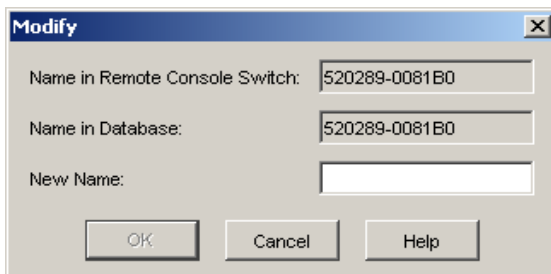 Modify
Name in Remote Console Switch: 520289-0081B0
Name in Database: 520289-0081B0
New Name:
OK Cancel Help